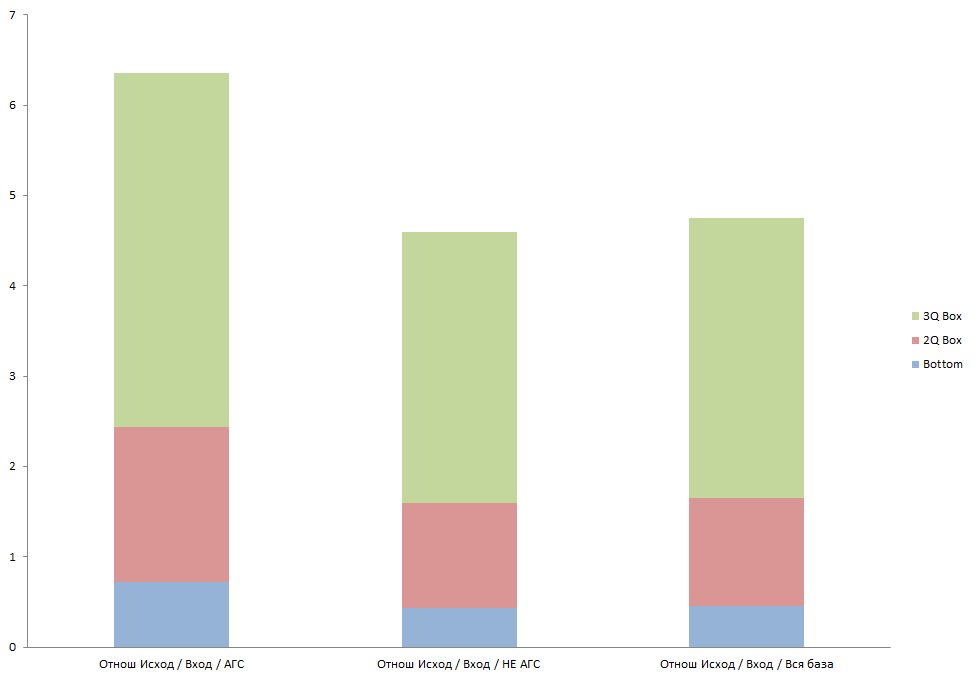 7
6
5
4
3
2
1
0
Отнош Исход / Вход / АГС
Отнош Исход / Вход / НЕ АГС
Отнош Исход / Вход / Вся база
3Q Box
2Q Box
Bottom